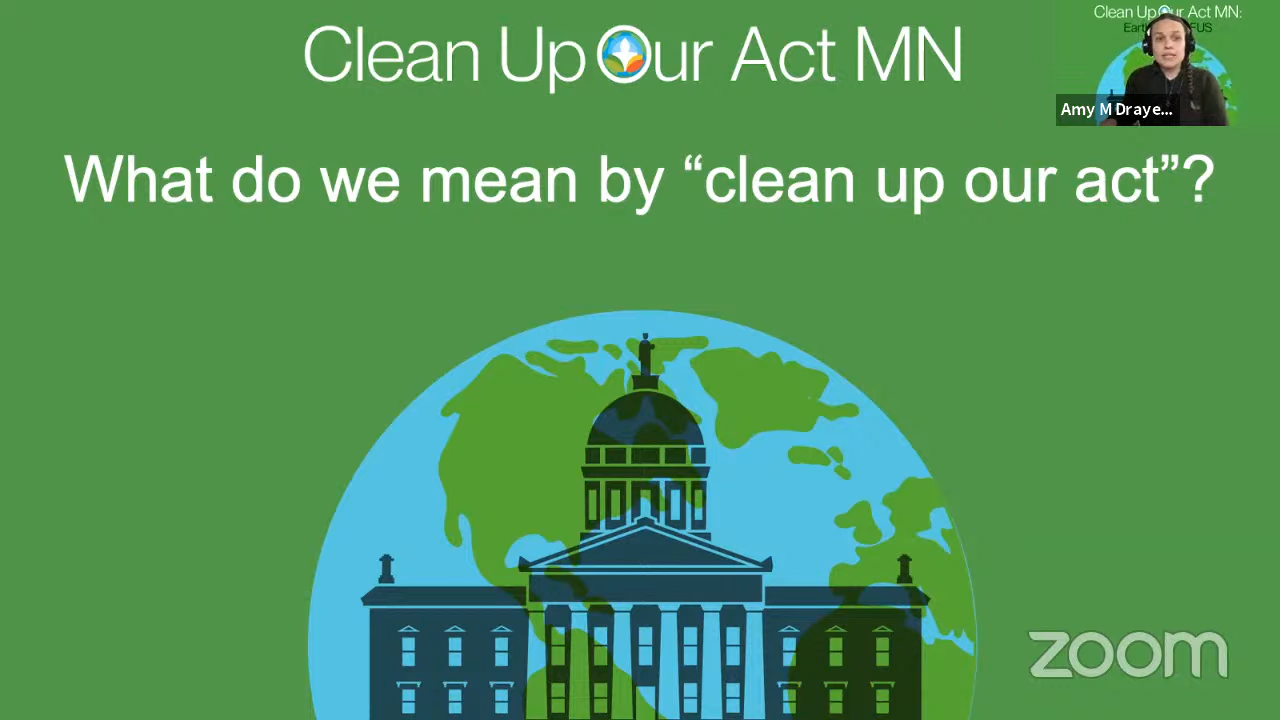 Clean Up Our Act MN
What do we mean by “clean up our act”?
Clean Up Our Act MN:
Amy M Draye...
zoom